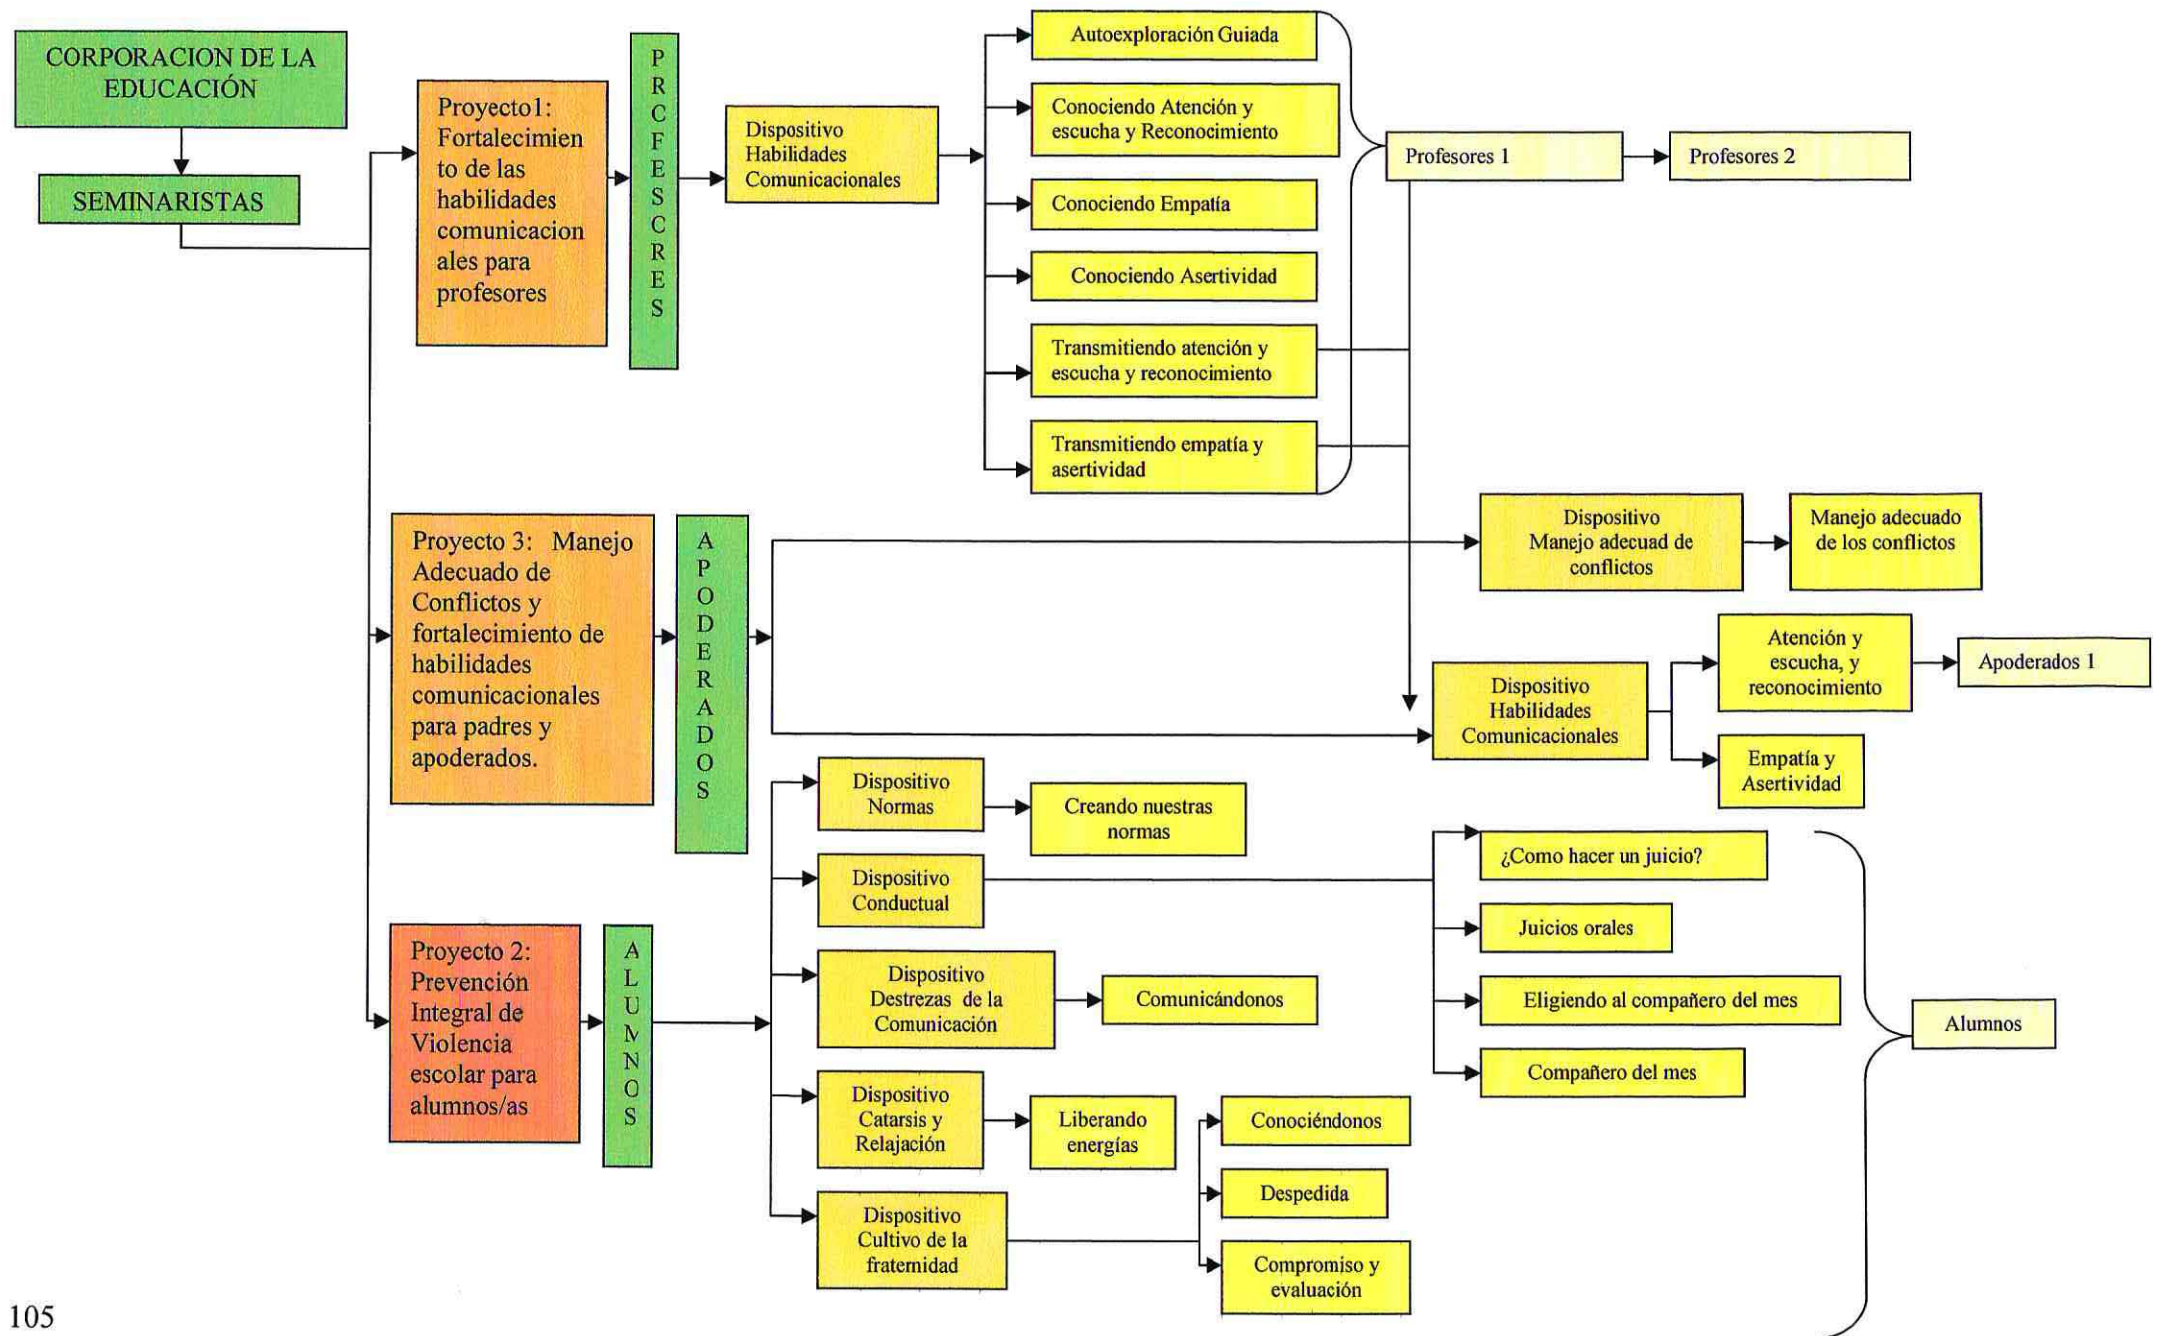 CORPORACION DE LA
EDUCACIÓN
SEMINARISTAS
Proyecto1:
Fortalecimien
to de las
habilidades
comunicacion
ales para
profesores
PRCFESCRES
Dispositivo
Habilidades
Comunicacionales
Autoexploración Guiada
Conociendo Atención y
escucha y Reconocimiento
Conociendo Empatía
Conociendo Asertividad
Transmitiendo atención y
escucha y reconocimiento
Transmitiendo empatía y
asertividad
Profesores 1
Profesores 2
Proyecto 3: Manejo
Adecuado de
Conflictos y
fortalecimiento de
habilidades
comunicacionales
para padres y
apoderados.
APODERADOS
Dispositivo
Manejo adecuad de
conflictos
Manejo adecuado
de los conflictos
Dispositivo
Habilidades
Comunicacionales
Atención y
escucha, y
reconocimiento
Apoderados 1
Empatía y
Asertividad
Proyecto 2:
Prevención
Integral de
Violencia
escolar para
alumnos/as
ALUMNOS
Dispositivo
Normas
Creando nuestras
normas
Dispositivo
Conductual
¿Como hacer un juicio?
Juicios orales
Eligiendo al compañero del mes
Compañero del mes
Dispositivo
Destrezas de la
Comunicación
Comunicándonos
Dispositivo
Catarsis y
Relajación
Liberando
energías
Dispositivo
Cultivo de la
fraternidad
Conociéndonos
Despedida
Compromiso y
evaluación
Alumnos
105